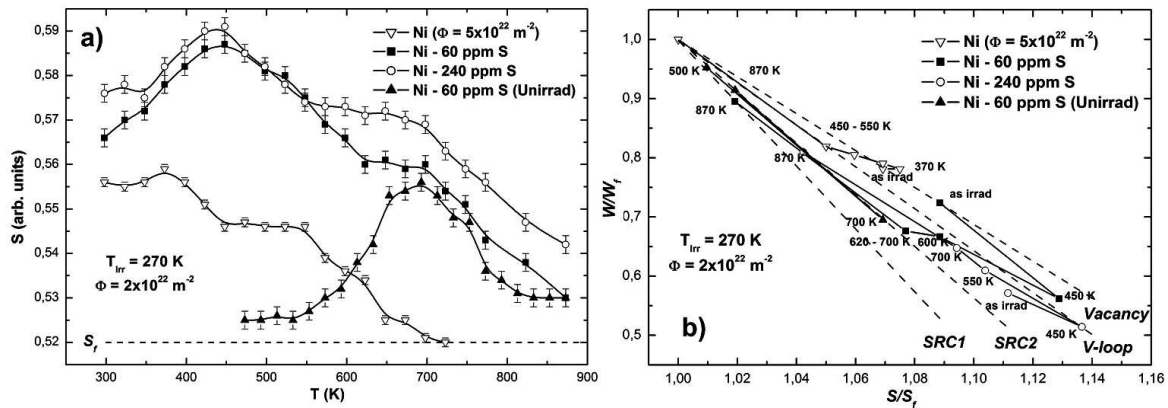 a)
Ni (Φ = 5x10²² m⁻²)
Ni - 60 ppm S
Ni - 240 ppm S
Ni - 60 ppm S (Unirrad)
S (arb. units)
0,59
0,58
0,57
0,56
0,55
0,54
0,53
0,52
T_Irr = 270 K
Φ = 2x10²² m⁻²
S_f
300 400 500 600 700 800 900
T (K)
b)
Ni (Φ = 5x10²² m⁻²)
Ni - 60 ppm S
Ni - 240 ppm S
Ni - 60 ppm S (Unirrad)
W/W_f
1,0
0,9
0,8
0,7
0,6
0,5
500 K
870 K
870 K
450 - 550 K
870 K
370 K
as irrad
as irrad
700 K
620 - 700 K
600 K
700 K
550 K
as irrad
450 K
450 K
T_Irr = 270 K
Φ = 2x10²² m⁻²
SRC1
SRC2
Vacancy
V-loop
1,00 1,02 1,04 1,06 1,08 1,10 1,12 1,14 1,16
S/S_f